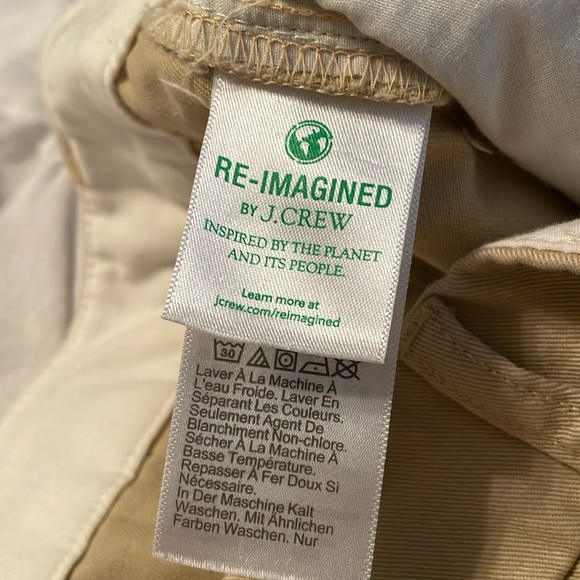 RE-IMAGINED
BY J.CREW
INSPIRED BY THE PLANET
AND ITS PEOPLE.
Learn more at
jcrew.com/reimagined
30
Laver À La Machine À
L'eau Froide. Laver En
Séparant Les Couleurs.
Seulement Agent De
Blanchiment Non-chlore.
Sécher À La Machine À
Basse Température.
Repasser À Fer Doux Si
Nécessaire.
In Der Maschine Kalt
Waschen. Mit Ähnlichen
Farben Waschen. Nur